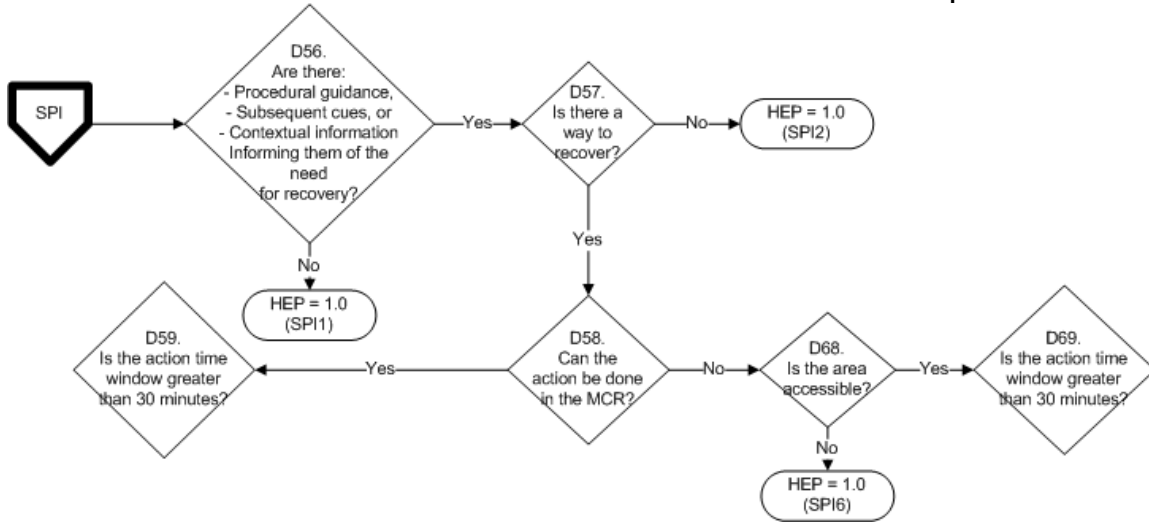 SPI
D56.
Are there:
- Procedural guidance,
- Subsequent cues, or
- Contextual information
Informing them of the
need
for recovery?
Yes
D57.
Is there a
way to
recover?
No
HEP = 1.0
(SPI2)
No
HEP = 1.0
(SPI1)
Yes
D59.
Is the action time
window greater
than 30 minutes?
Yes
D58.
Can the
action be done
in the MCR?
No
D68.
Is the area
accessible?
Yes
D69.
Is the action time
window greater
than 30 minutes?
No
HEP = 1.0
(SPI6)